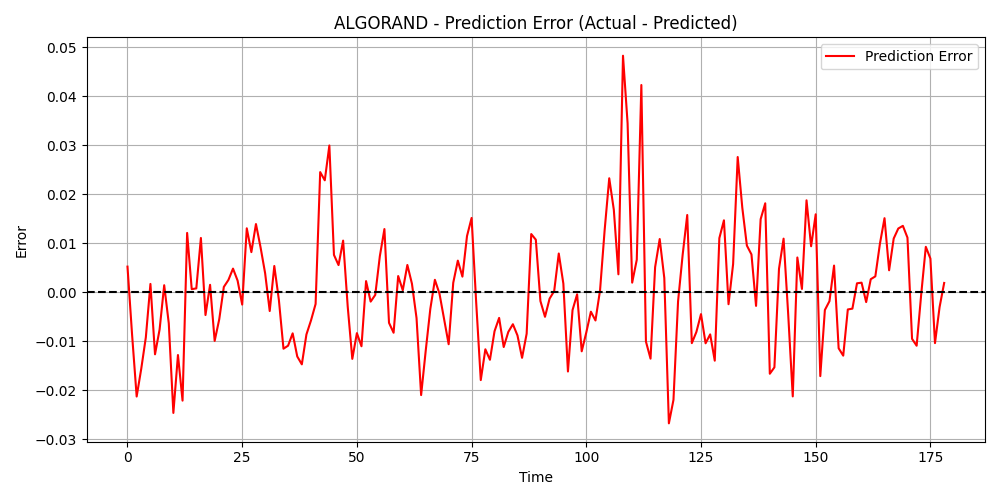 ALGORAND - Prediction Error (Actual - Predicted)
Prediction Error
0.05
0.04
0.03
0.02
0.01
0.00
−0.01
−0.02
−0.03
Error
0 25 50 75 100 125 150 175
Time